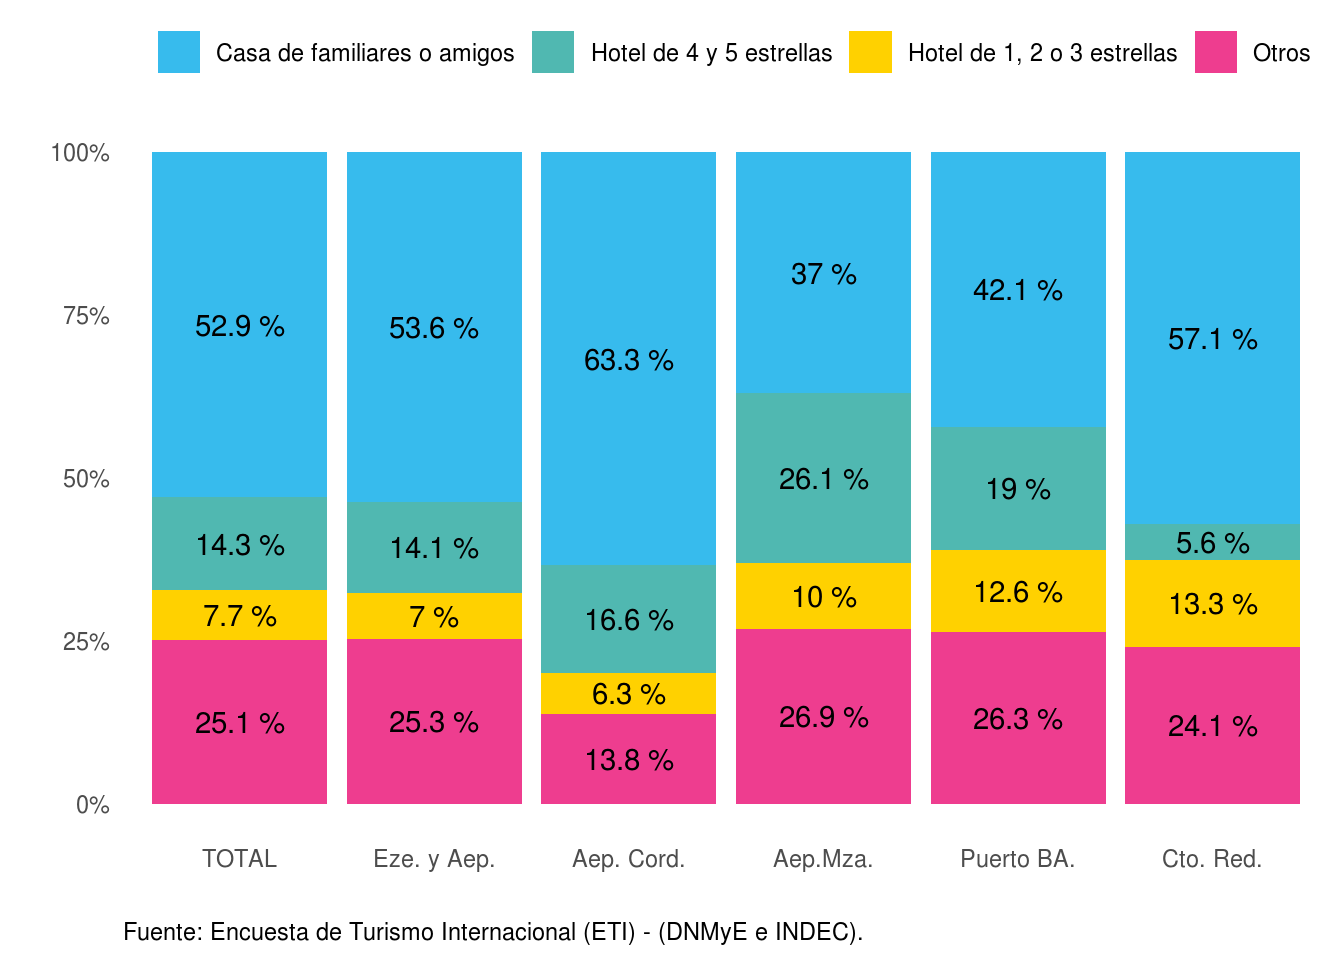 Casa de familiares o amigos Hotel de 4 y 5 estrellas Hotel de 1, 2 o 3 estrellas Otros
100%
75%
50%
25%
0%
52.9 % 53.6 % 63.3 % 37 % 42.1 % 57.1 %
14.3 % 14.1 % 16.6 % 26.1 % 19 % 5.6 %
7.7 % 7 % 6.3 % 10 % 12.6 % 13.3 %
25.1 % 25.3 % 13.8 % 26.9 % 26.3 % 24.1 %
TOTAL Eze. y Aep. Aep. Cord. Aep.Mza. Puerto BA. Cto. Red.
Fuente: Encuesta de Turismo Internacional (ETI) - (DNMyE e INDEC).